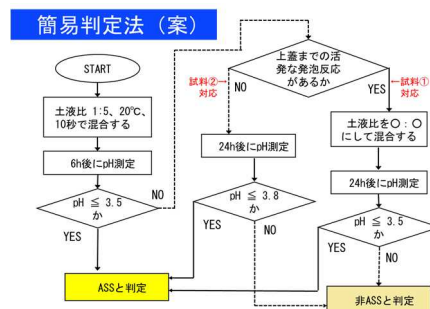 簡易判定法（案）
START
土液比 1:5、20℃、
10秒で混合する
6h後にpH測定
pH ≦ 3.5
か
YES
NO
ASSと判定
上蓋までの活
発な発泡反応
があるか
試料②→
対応
NO
YES
←試料①
対応
24h後にpH測定
pH ≦ 3.8
か
YES
NO
土液比を〇：〇
にして混合する
24h後にpH測定
pH ≦ 3.5
か
YES
NO
非ASSと判定